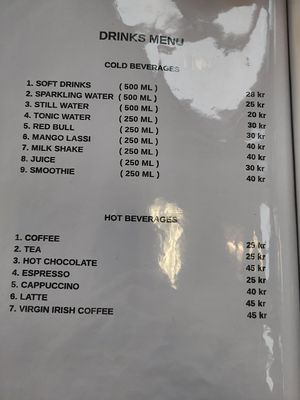 DRINKS MENU
COLD BEVERAGES
1. SOFT DRINKS ( 500 ML ) 28 kr
2. SPARKLING WATER ( 500 ML ) 25 kr
3. STILL WATER ( 500 ML ) 20 kr
4. TONIC WATER ( 250 ML ) 30 kr
5. RED BULL ( 250 ML ) 30 kr
6. MANGO LASSI ( 250 ML ) 40 kr
7. MILK SHAKE ( 250 ML ) 40 kr
8. JUICE ( 250 ML ) 30 kr
9. SMOOTHIE ( 250 ML ) 40 kr
HOT BEVERAGES
1. COFFEE 25 kr
2. TEA 25 kr
3. HOT CHOCOLATE 45 kr
4. ESPRESSO 25 kr
5. CAPPUCCINO 40 kr
6. LATTE 45 kr
7. VIRGIN IRISH COFFEE 45 kr